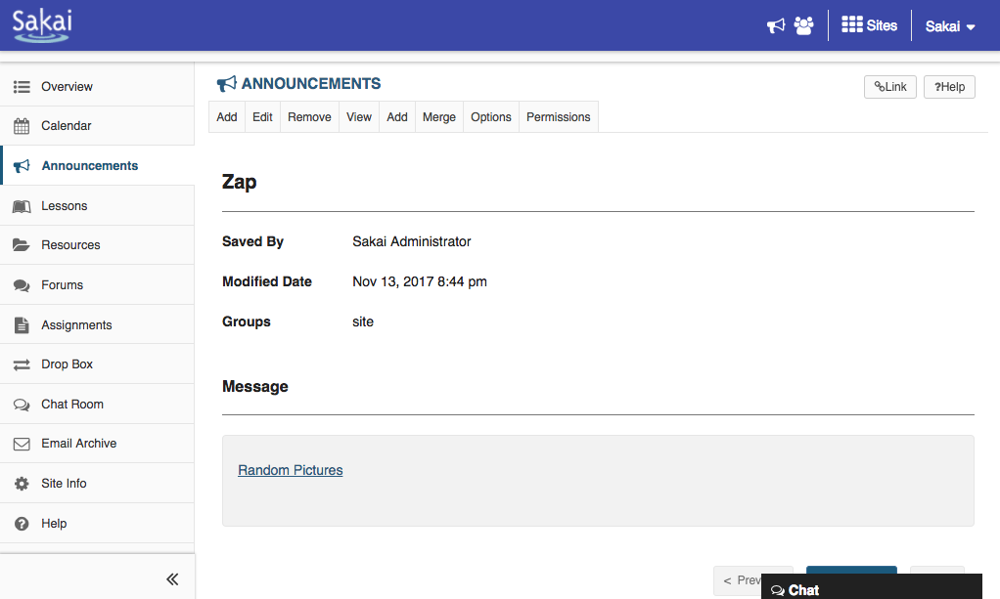 Sakai
Sites
Sakai
Overview
Calendar
Announcements
Lessons
Resources
Forums
Assignments
Drop Box
Chat Room
Email Archive
Site Info
Help
ANNOUNCEMENTS
Link
?Help
Add Edit Remove View Add Merge Options Permissions
Zap
Saved By Sakai Administrator
Modified Date Nov 13, 2017 8:44 pm
Groups site
Message
Random Pictures
< Prev
Chat